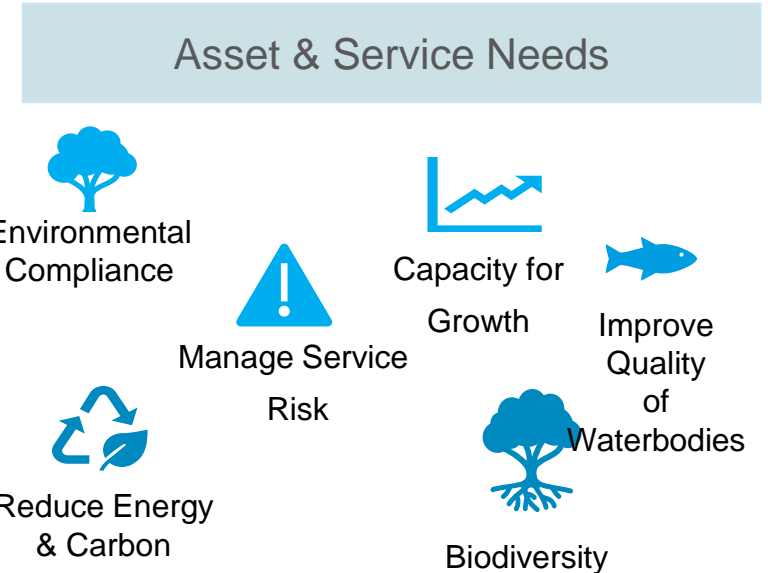 Asset & Service Needs
Environmental
Compliance
Capacity for
Growth
Manage Service
Risk
Improve
Quality
of
Waterbodies
Reduce Energy
& Carbon
Biodiversity